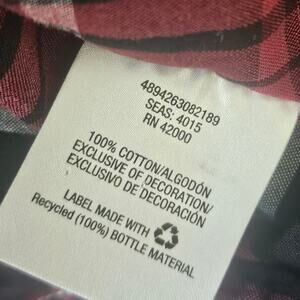 4894263082189
SEAS: 4015
RN 42000
100% COTTON/ALGODÓN
EXCLUSIVE OF DECORATION/
EXCLUSIVO DE DECORACIÓN
LABEL MADE WITH
Recycled (100%) BOTTLE MATERIAL